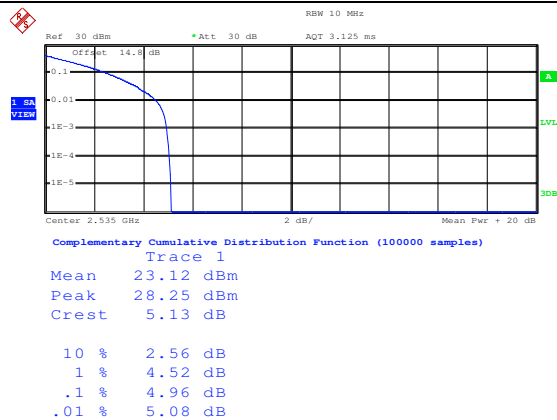 RBW 10 MHz
Ref 30 dBm * Att 30 dB AQT 3.125 ms
Offset 14.8 dB
0.1
A
0.01
1 SA
VIEW
1E-3
LVL
1E-4
1E-5
3DB
Center 2.535 GHz 2 dB/ Mean Pwr + 20 dB
Complementary Cumulative Distribution Function (100000 samples)
Trace 1
Mean 23.12 dBm
Peak 28.25 dBm
Crest 5.13 dB
10 % 2.56 dB
1 % 4.52 dB
.1 % 4.96 dB
.01 % 5.08 dB